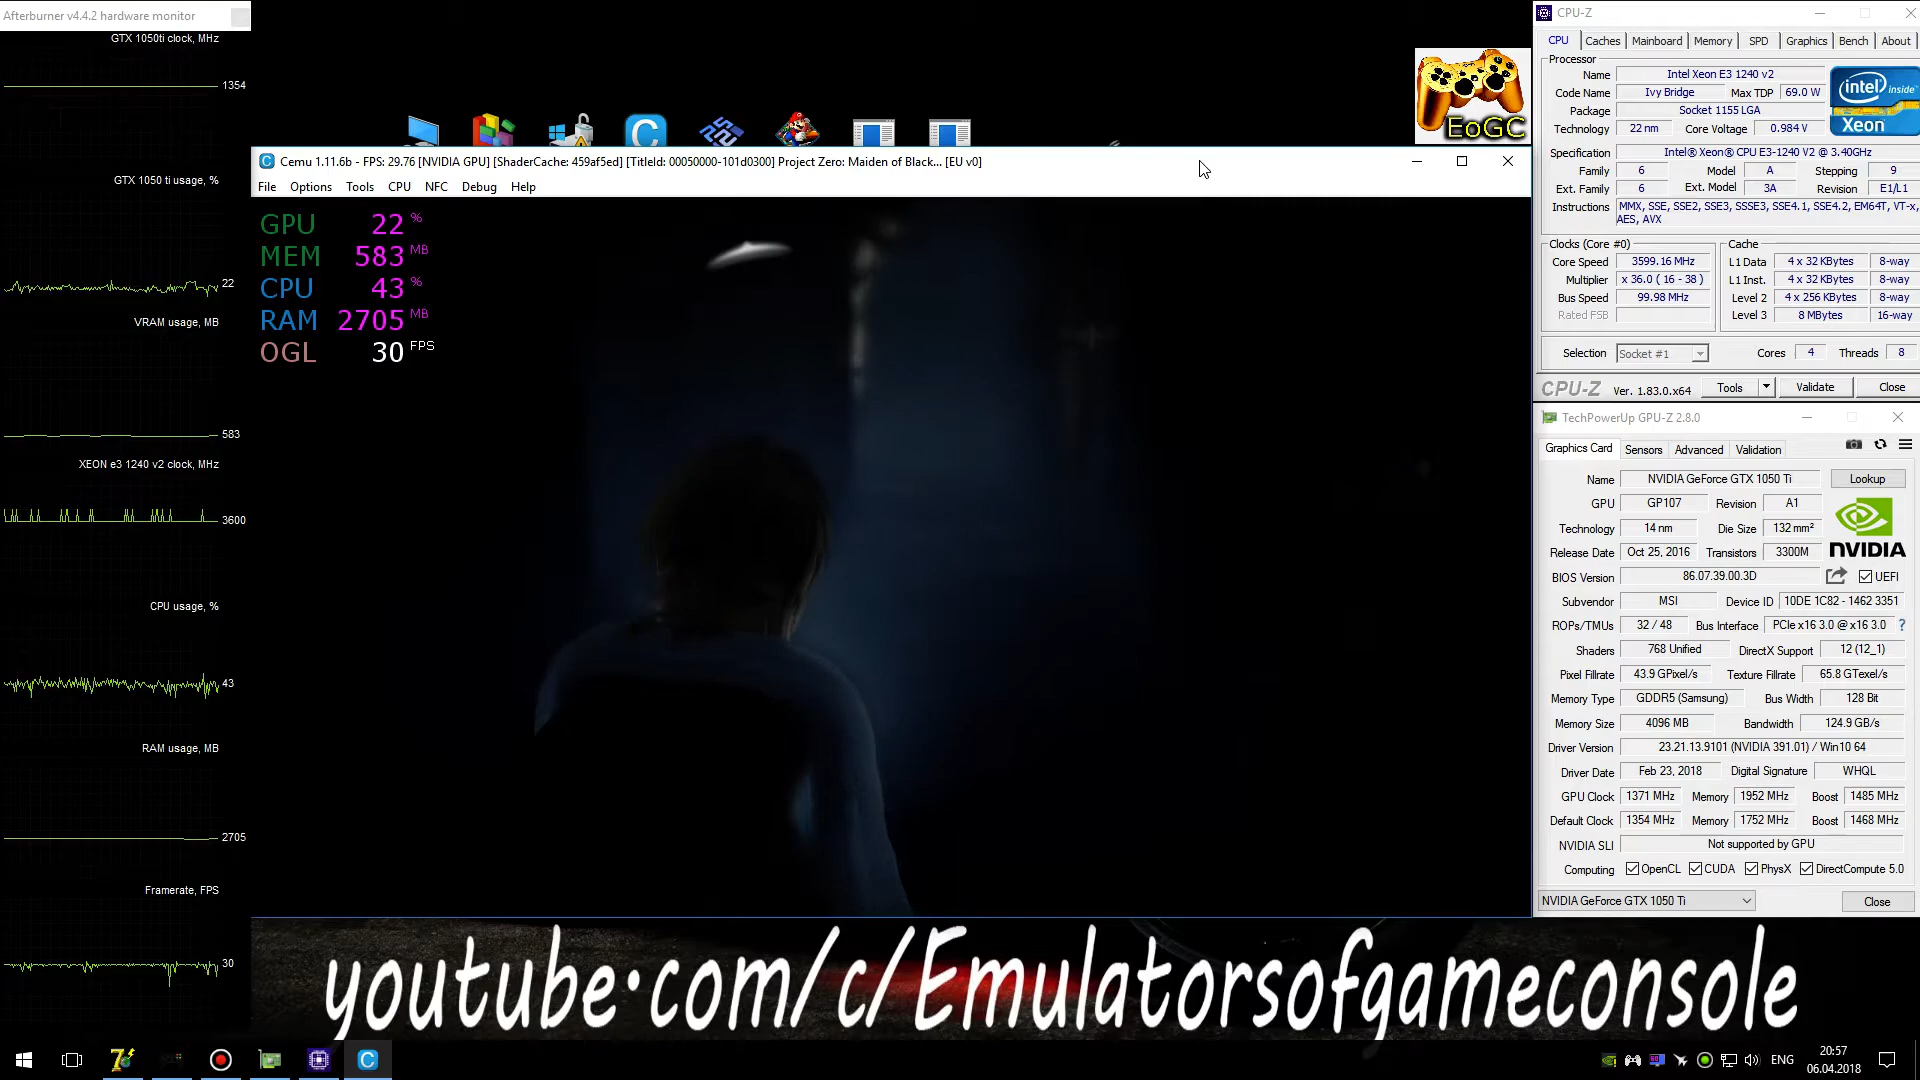 Afterburner v4.4.2 hardware monitor
GTX 1050ti clock, MHz
1354
GTX 1050 ti usage, %
22
VRAM usage, MB
583
XEON e3 1240 v2 clock, MHz
3600
CPU usage, %
43
RAM usage, MB
2705
Framerate, FPS
30
EoGC
Cemu 1.11.6b - FPS: 29.76 [NVIDIA GPU] [ShaderCache: 459af5ed] [TitleId: 00050000-101d0300] Project Zero: Maiden of Black... [EU v0]
File Options Tools CPU NFC Debug Help
GPU 22 %
MEM 583 MB
CPU 43 %
RAM 2705 MB
OGL 30 FPS
CPU-Z
CPU Caches Mainboard Memory SPD Graphics Bench About
Processor
Name Intel Xeon E3 1240 v2
Code Name Ivy Bridge Max TDP 69.0 W
Package Socket 1155 LGA
Technology 22 nm Core Voltage 0.984 V
intel inside Xeon
Specification Intel® Xeon® CPU E3-1240 V2 @ 3.40GHz
Family 6 Model A Stepping 9
Ext. Family 6 Ext. Model 3A Revision E1/L1
Instructions MMX, SSE, SSE2, SSE3, SSSE3, SSE4.1, SSE4.2, EM64T, VT-x,
AES, AVX
Clocks (Core #0) Cache
Core Speed 3599.16 MHz L1 Data 4 x 32 KBytes 8-way
Multiplier x 36.0 ( 16 - 38 ) L1 Inst. 4 x 32 KBytes 8-way
Bus Speed 99.98 MHz Level 2 4 x 256 KBytes 8-way
Rated FSB Level 3 8 MBytes 16-way
Selection Socket #1 Cores 4 Threads 8
CPU-Z Ver. 1.83.0.x64 Tools Validate Close
TechPowerUp GPU-Z 2.8.0
Graphics Card Sensors Advanced Validation
Name NVIDIA GeForce GTX 1050 Ti Lookup
GPU GP107 Revision A1
Technology 14 nm Die Size 132 mm²
Release Date Oct 25, 2016 Transistors 3300M
NVIDIA
BIOS Version 86.07.39.00.3D UEFI
Subvendor MSI Device ID 10DE 1C82 - 1462 3351
ROPs/TMUs 32 / 48 Bus Interface PCIe x16 3.0 @ x16 3.0 ?
Shaders 768 Unified DirectX Support 12 (12_1)
Pixel Fillrate 43.9 GPixel/s Texture Fillrate 65.8 GTexel/s
Memory Type GDDR5 (Samsung) Bus Width 128 Bit
Memory Size 4096 MB Bandwidth 124.9 GB/s
Driver Version 23.21.13.9101 (NVIDIA 391.01) / Win10 64
Driver Date Feb 23, 2018 Digital Signature WHQL
GPU Clock 1371 MHz Memory 1952 MHz Boost 1485 MHz
Default Clock 1354 MHz Memory 1752 MHz Boost 1468 MHz
NVIDIA SLI Not supported by GPU
Computing OpenCL CUDA PhysX DirectCompute 5.0
NVIDIA GeForce GTX 1050 Ti Close
youtube.com/c/Emulatorsofgameconsole
ENG
20:57
06.04.2018